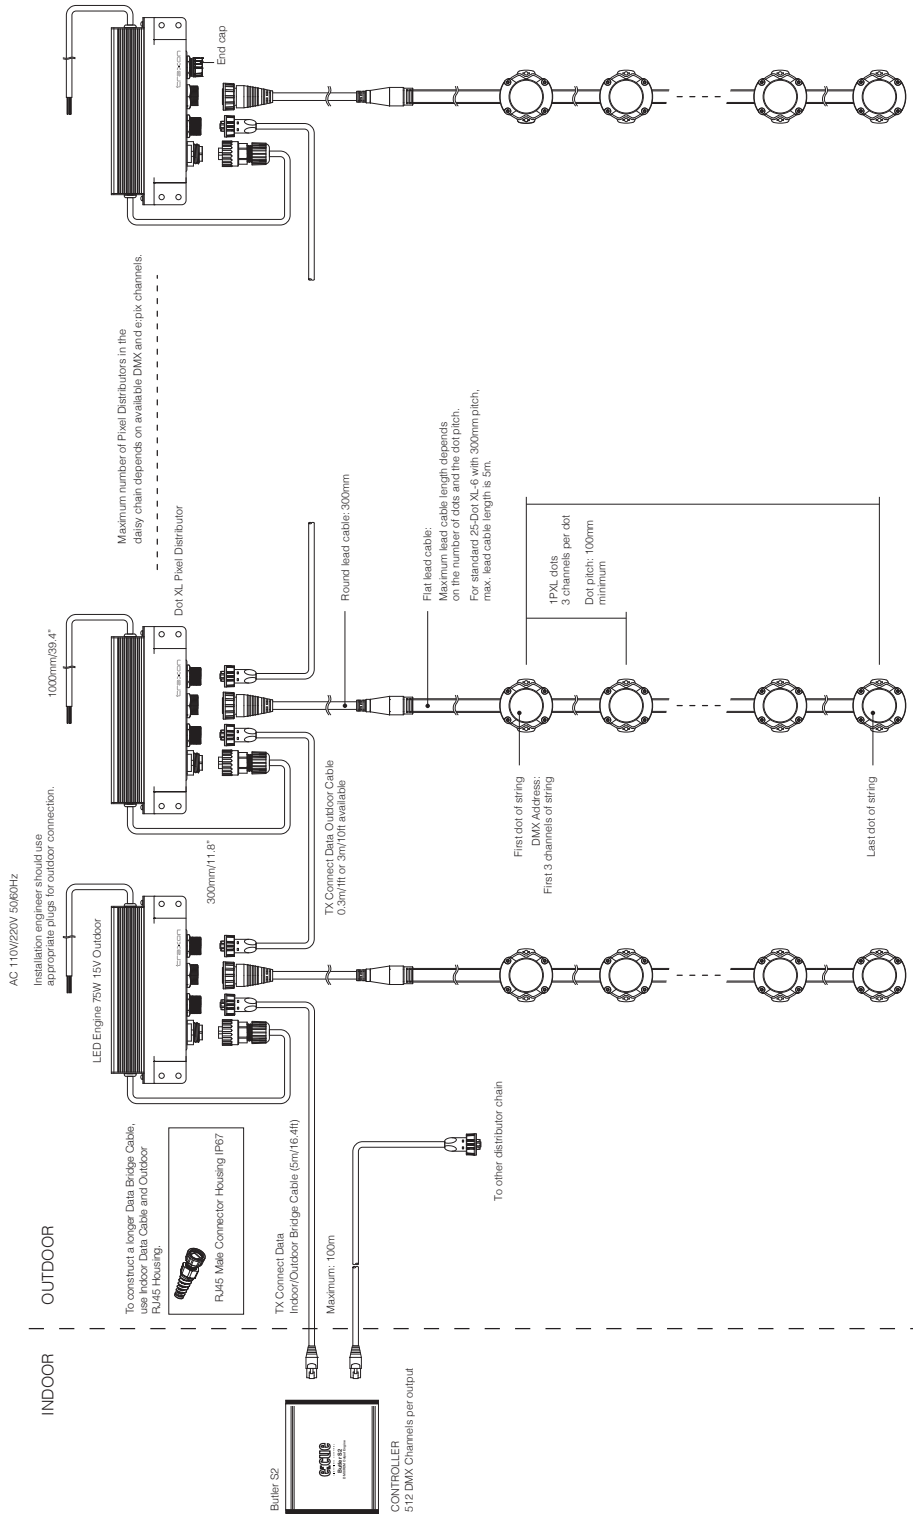 AC 110V/220V 50/60Hz
Installation engineer should use
appropriate plugs for outdoor connection.
INDOOR
OUTDOOR
To construct a longer Data Bridge Cable,
use Indoor Data Cable and Outdoor
RJ45 Housing.
RJ45 Male Connector Housing IP67
LED Engine 75W 15V Outdoor
1000mm/39.4"
Maximum number of Pixel Distributors in the
daisy chain depends on available DMX and e:pix channels.
Dot XL Pixel Distributor
traxon
traxon
traxon
End cap
300mm/11.8"
Butler S2
e:cue
Butler S2
CONTROLLER
512 DMX Channels per output
TX Connect Data
Indoor/Outdoor Bridge Cable (5m/16.4ft)
Maximum: 100m
To other distributor chain
TX Connect Data Outdoor Cable
0.3m/1ft or 3m/10ft available
Round lead cable: 300mm
Flat lead cable:
Maximum lead cable length depends
on the number of dots and the dot pitch.
For standard 25-Dot XL-6 with 300mm pitch,
max. lead cable length is 5m.
First dot of string
DMX Address:
First 3 channels of string
1PXL dots
3 channels per dot
Dot pitch: 100mm
minimum
Last dot of string